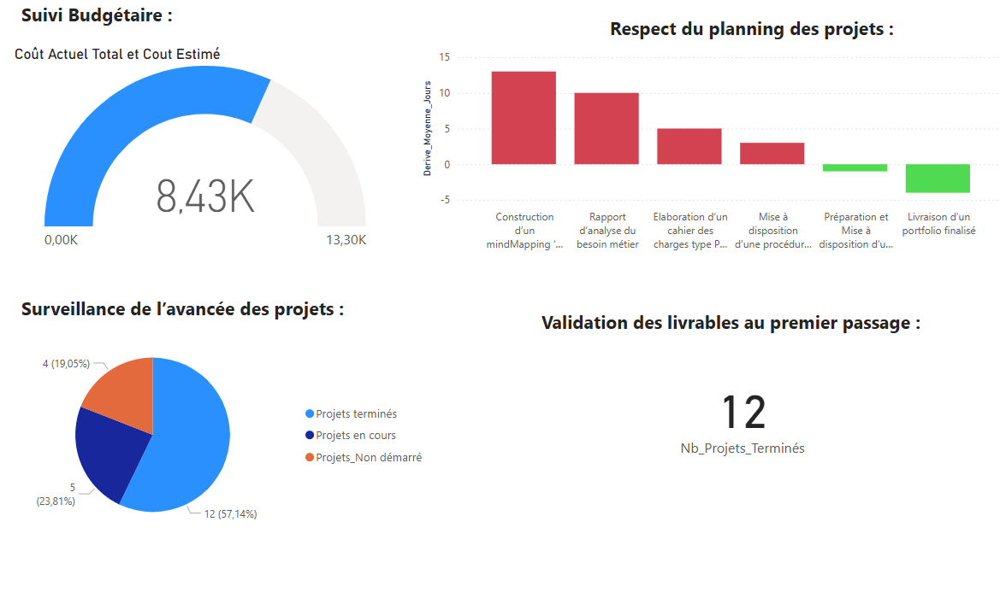 Suivi Budgétaire :
Coût Actuel Total et Cout Estimé
8,43K
0,00K
13,30K
Respect du planning des projets :
Derive_Moyenne_Jours
15
10
5
0
-5
Construction
d’un
mindMapping ‘...
Rapport
d’analyse du
besoin métier
Elaboration d’un
cahier des
charges type P...
Mise à
disposition
d’une procédur...
Préparation et
Mise à
disposition d’u...
Livraison d’un
portfolio finalisé
Surveillance de l’avancée des projets :
4 (19,05%)
5
(23,81%)
12 (57,14%)
Projets terminés
Projets en cours
Projets_Non démarré
Validation des livrables au premier passage :
12
Nb_Projets_Terminés